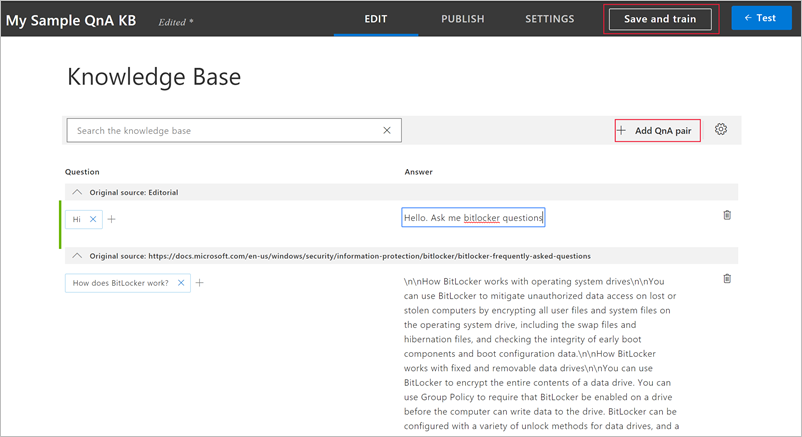 My Sample QnA KB Edited * EDIT PUBLISH SETTINGS Save and train ← Test
Knowledge Base
Search the knowledge base × + Add QnA pair
Question Answer
Original source: Editorial
Hi × + Hello. Ask me bitlocker questions
Original source: https://docs.microsoft.com/en-us/windows/security/information-protection/bitlocker/bitlocker-frequently-asked-questions
How does BitLocker work? × + \n\nHow BitLocker works with operating system drives\n\nYou
can use BitLocker to mitigate unauthorized data access on lost or
stolen computers by encrypting all user files and system files on
the operating system drive, including the swap files and
hibernation files, and checking the integrity of early boot
components and boot configuration data.\n\nHow BitLocker
works with fixed and removable data drives\n\nYou can use
BitLocker to encrypt the entire contents of a data drive. You can
use Group Policy to require that BitLocker be enabled on a drive
before the computer can write data to the drive. BitLocker can be
configured with a variety of unlock methods for data drives, and a